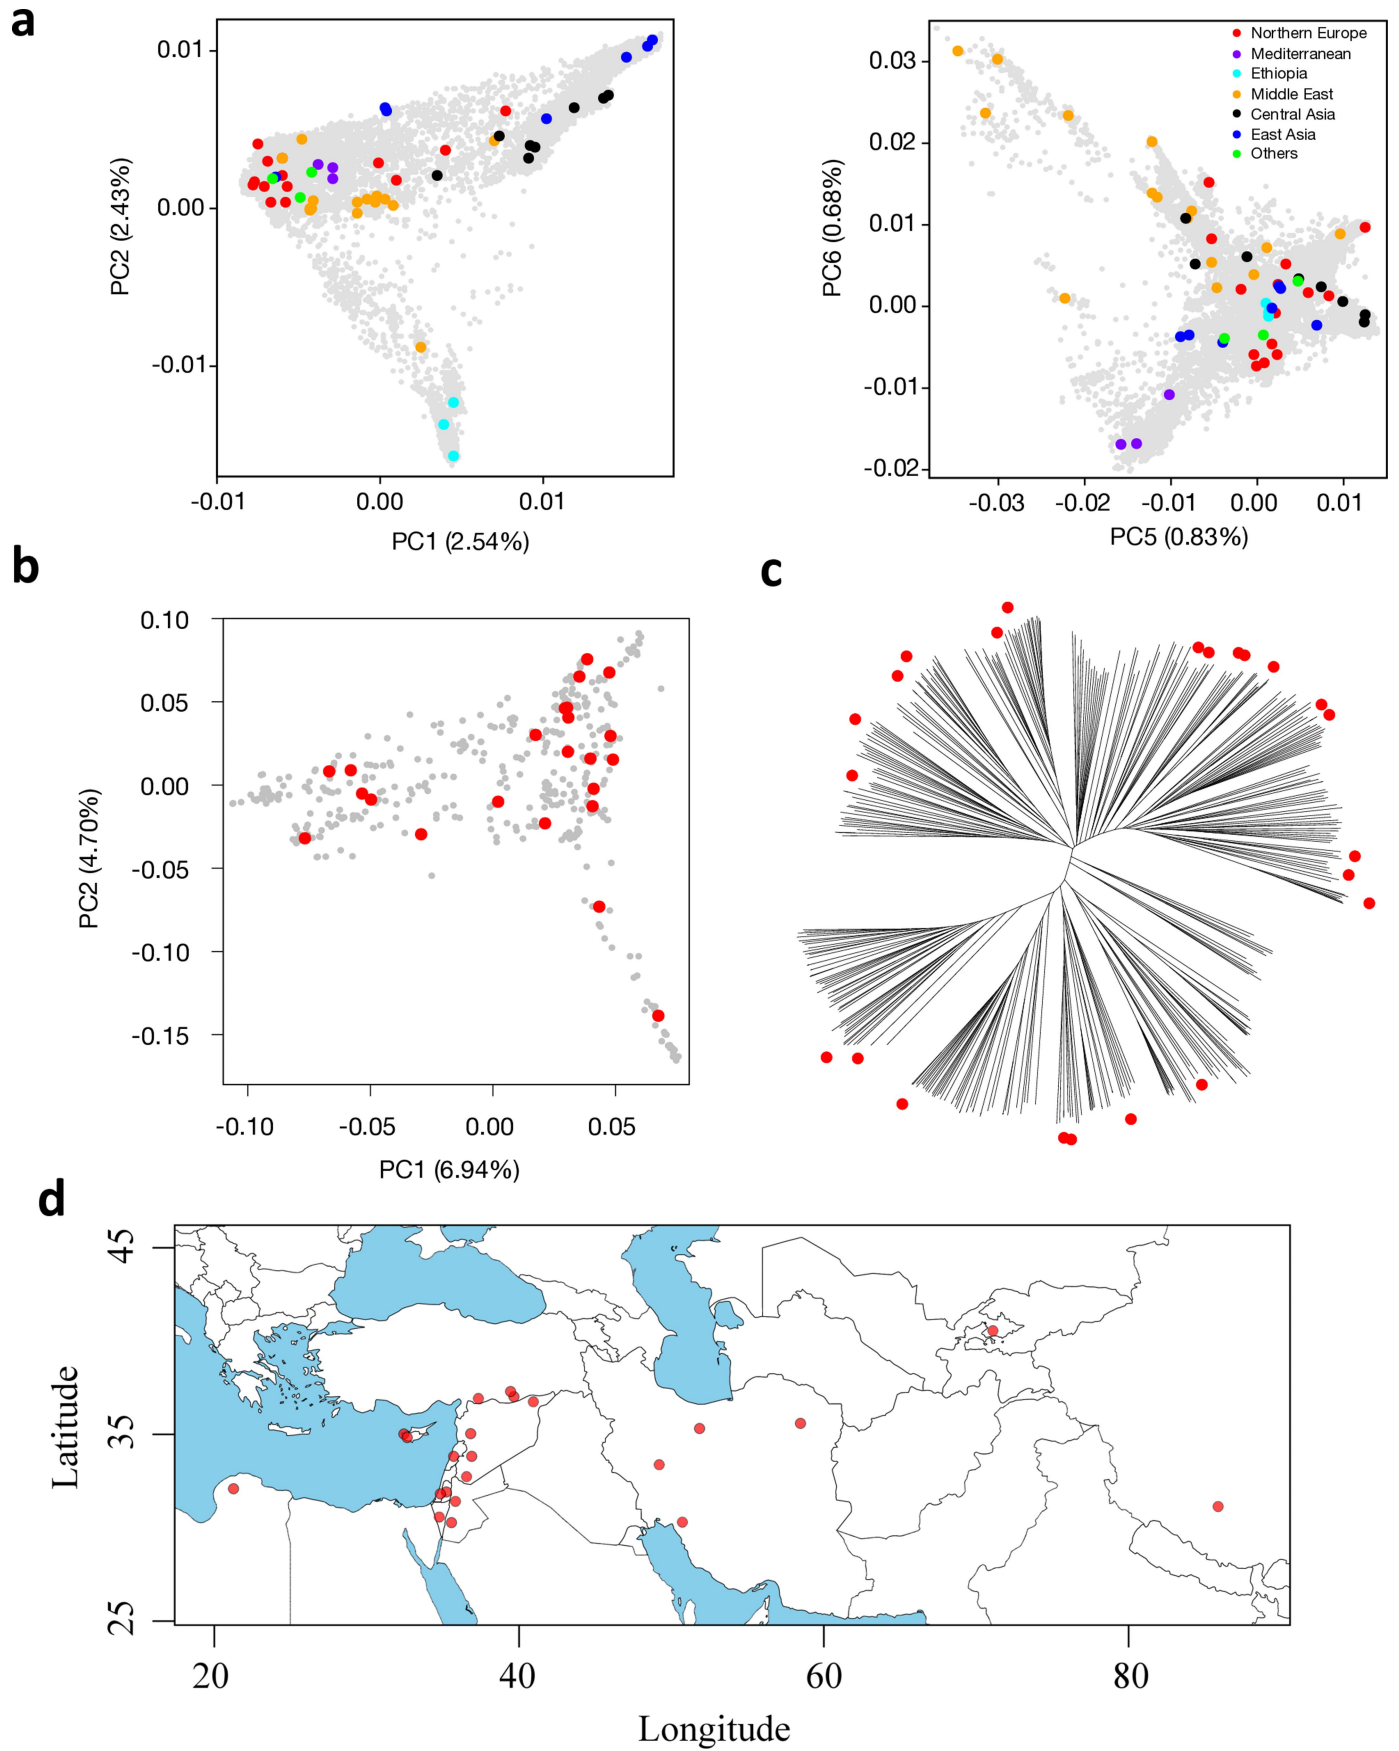 a
0.01
0.00
-0.01
PC2 (2.43%)
-0.01
0.00
0.01
PC1 (2.54%)
0.03
0.02
0.01
0.00
-0.01
-0.02
PC6 (0.68%)
-0.03
-0.02
-0.01
0.00
0.01
PC5 (0.83%)
Northern Europe
Mediterranean
Ethiopia
Middle East
Central Asia
East Asia
Others
b
0.10
0.05
0.00
-0.05
-0.10
-0.15
PC2 (4.70%)
-0.10
-0.05
0.00
0.05
PC1 (6.94%)
c
d
45
35
25
Latitude
20
40
60
80
Longitude